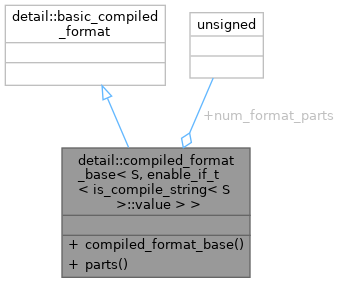 detail::basic_compiled
_format
unsigned
+num_format_parts
detail::compiled_format
_base< S, enable_if_t
< is_compile_string< S
>::value > >
+ compiled_format_base()
+ parts()